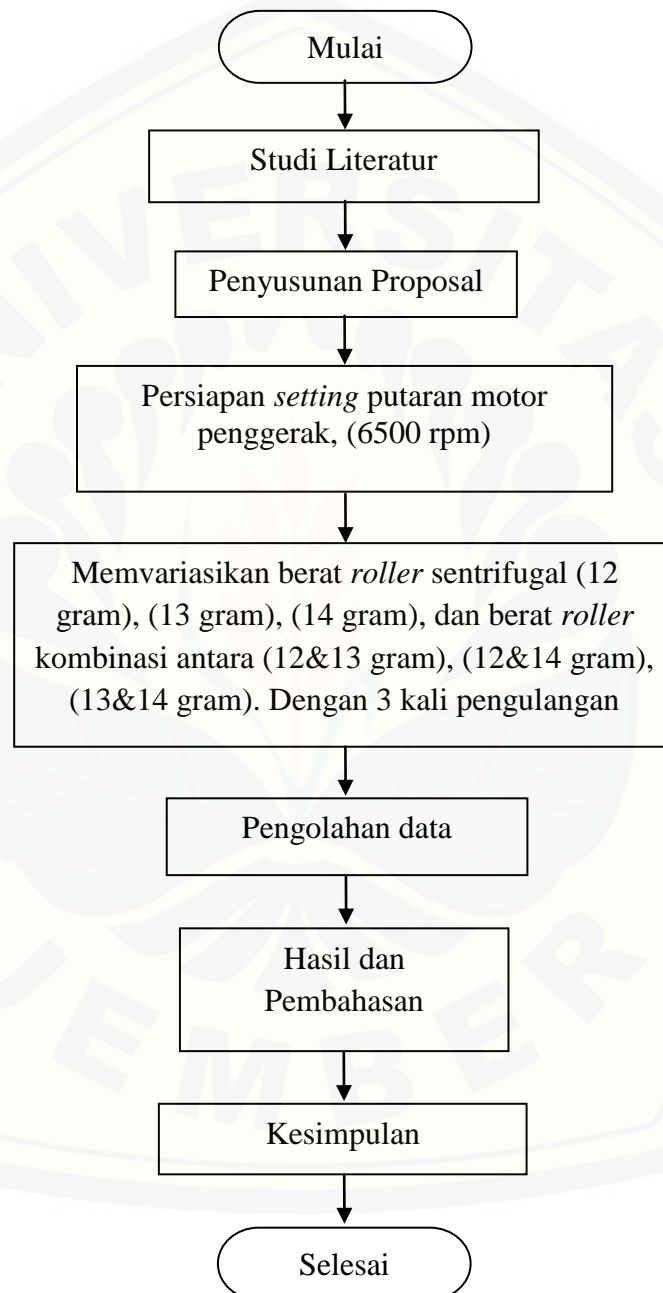 Mulai
Studi Literatur
Penyusunan Proposal
Persiapan setting putaran motor
penggerak, (6500 rpm)
Memvariasikan berat roller sentrifugal (12
gram), (13 gram), (14 gram), dan berat roller
kombinasi antara (12&13 gram), (12&14 gram),
(13&14 gram). Dengan 3 kali pengulangan
Pengolahan data
Hasil dan
Pembahasan
Kesimpulan
Selesai
UNIVERSITAS
JEMBER